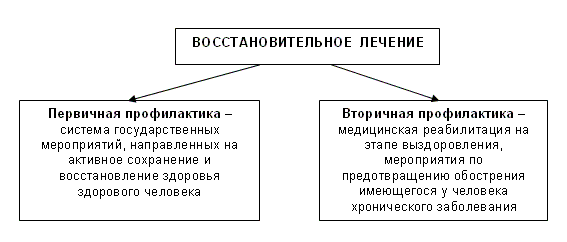 ВОССТАНОВИТЕЛЬНОЕ ЛЕЧЕНИЕ
Первичная профилактика –
система государственных
мероприятий, направленных на
активное сохранение и
восстановление здоровья
здорового человека
Вторичная профилактика –
медицинская реабилитация на
этапе выздоровления,
мероприятия по
предотвращению обострения
имеющегося у человека
хронического заболевания